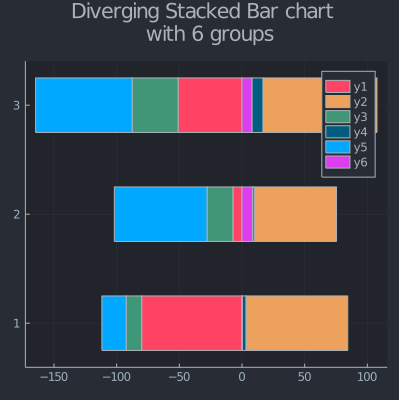 Diverging Stacked Bar chart
with 6 groups
3
2
1
y1
y2
y3
y4
y5
y6
−150 −100 −50 0 50 100